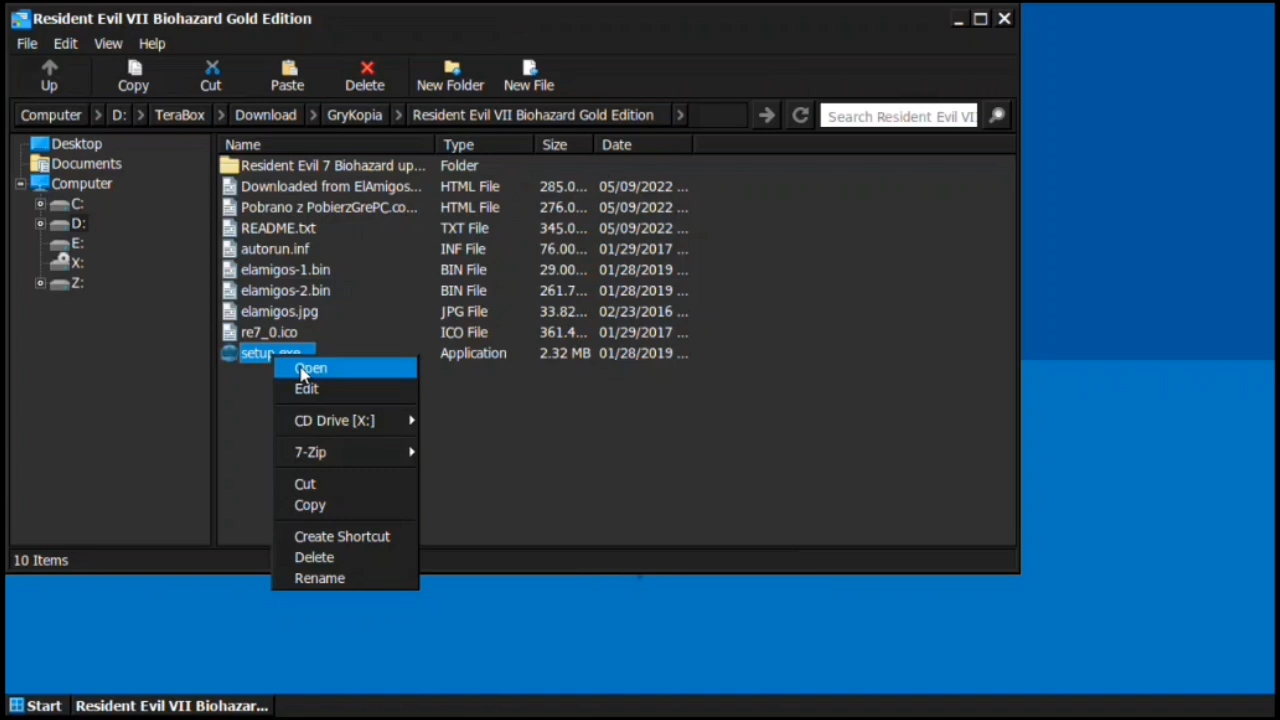 Resident Evil VII Biohazard Gold Edition
File Edit View Help
Up Copy Cut Paste Delete New Folder New File
Computer D: TeraBox Download GryKopia Resident Evil VII Biohazard Gold Edition Search Resident Evil VI
Desktop
Documents
Computer
C:
D:
E:
X:
Z:
Name Type Size Date
Resident Evil 7 Biohazard up... Folder
Downloaded from ElAmigos... HTML File 285.0... 05/09/2022 ...
Pobrano z PobierzGrePC.co... HTML File 276.0... 05/09/2022 ...
README.txt TXT File 345.0... 05/09/2022 ...
autorun.inf INF File 76.00... 01/29/2017 ...
elamigos-1.bin BIN File 29.00... 01/28/2019 ...
elamigos-2.bin BIN File 261.7... 01/28/2019 ...
elamigos.jpg JPG File 33.82... 02/23/2016 ...
re7_0.ico ICO File 361.4... 01/29/2017 ...
setup.exe Application 2.32 MB 01/28/2019 ...
Open
Edit
CD Drive [X:]
7-Zip
Cut
Copy
Create Shortcut
Delete
Rename
10 Items
Start Resident Evil VII Biohazar...